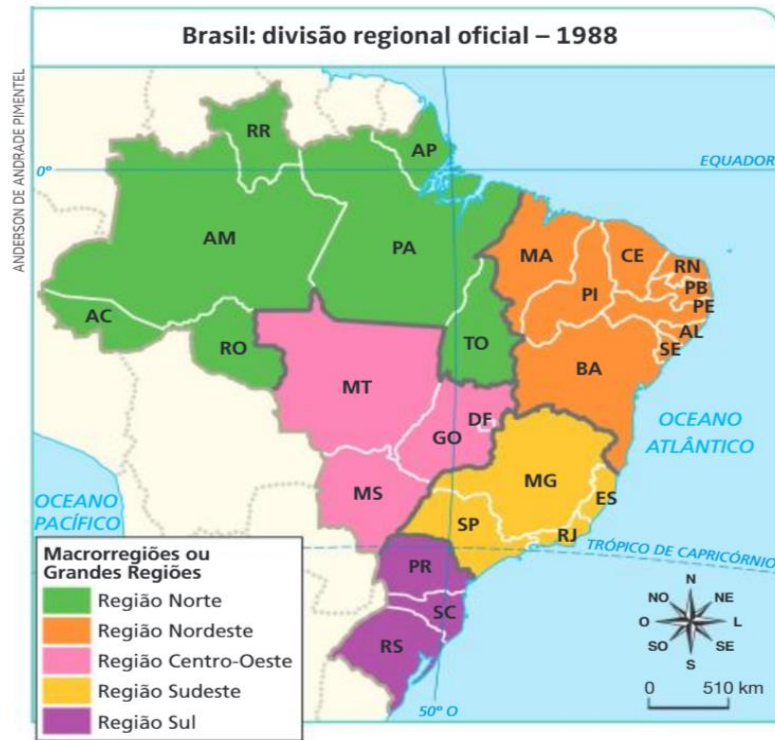 Brasil: divisão regional oficial – 1988
ANDERSON DE ANDRADE PIMENTEL
RR
AP
0º
EQUADOR
AM
PA
MA
CE
RN
PB
PE
PI
AL
SE
AC
RO
TO
BA
MT
DF
GO
OCEANO
ATLÂNTICO
MG
ES
MS
OCEANO
PACÍFICO
SP
RJ
TRÓPICO DE CAPRICÓRNIO
PR
SC
RS
50º O
Macrorregiões ou
Grandes Regiões
Região Norte
Região Nordeste
Região Centro-Oeste
Região Sudeste
Região Sul
N
NO
NE
O
L
SO
SE
S
0 510 km